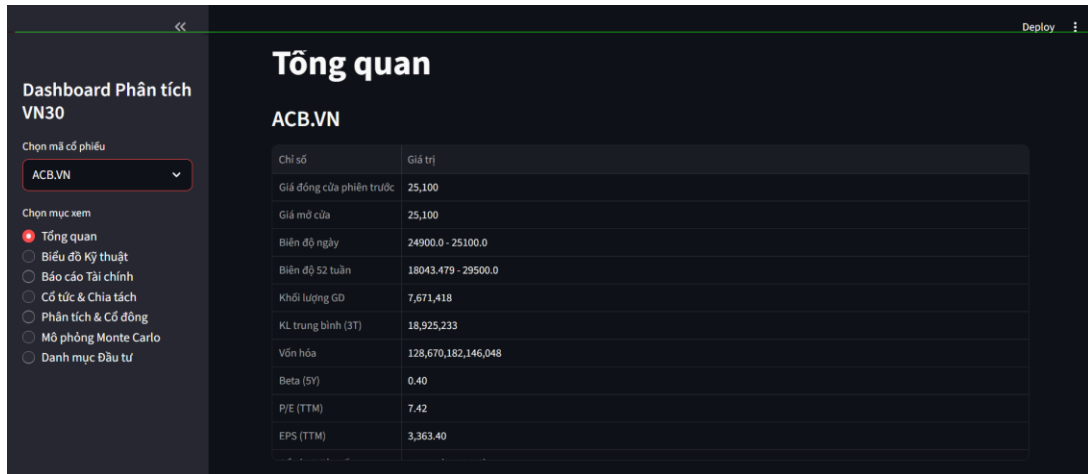 Deploy
Dashboard Phân tích
VN30
Chọn mã cổ phiếu
ACB.VN
Chọn mục xem
Tổng quan
Biểu đồ Kỹ thuật
Báo cáo Tài chính
Cổ tức & Chia tách
Phân tích & Cổ đông
Mô phỏng Monte Carlo
Danh mục Đầu tư
Tổng quan
ACB.VN
Chỉ số Giá trị
Giá đóng cửa phiên trước 25,100
Giá mở cửa 25,100
Biên độ ngày 24900.0 - 25100.0
Biên độ 52 tuần 18043.479 - 29500.0
Khối lượng GD 7,671,418
KL trung bình (3T) 18,925,233
Vốn hóa 128,670,182,146,048
Beta (5Y) 0.40
P/E (TTM) 7.42
EPS (TTM) 3,363.40